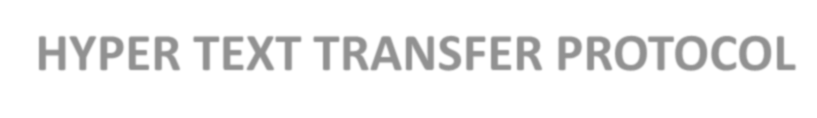 HYPER TEXT TRANSFER PROTOCOL